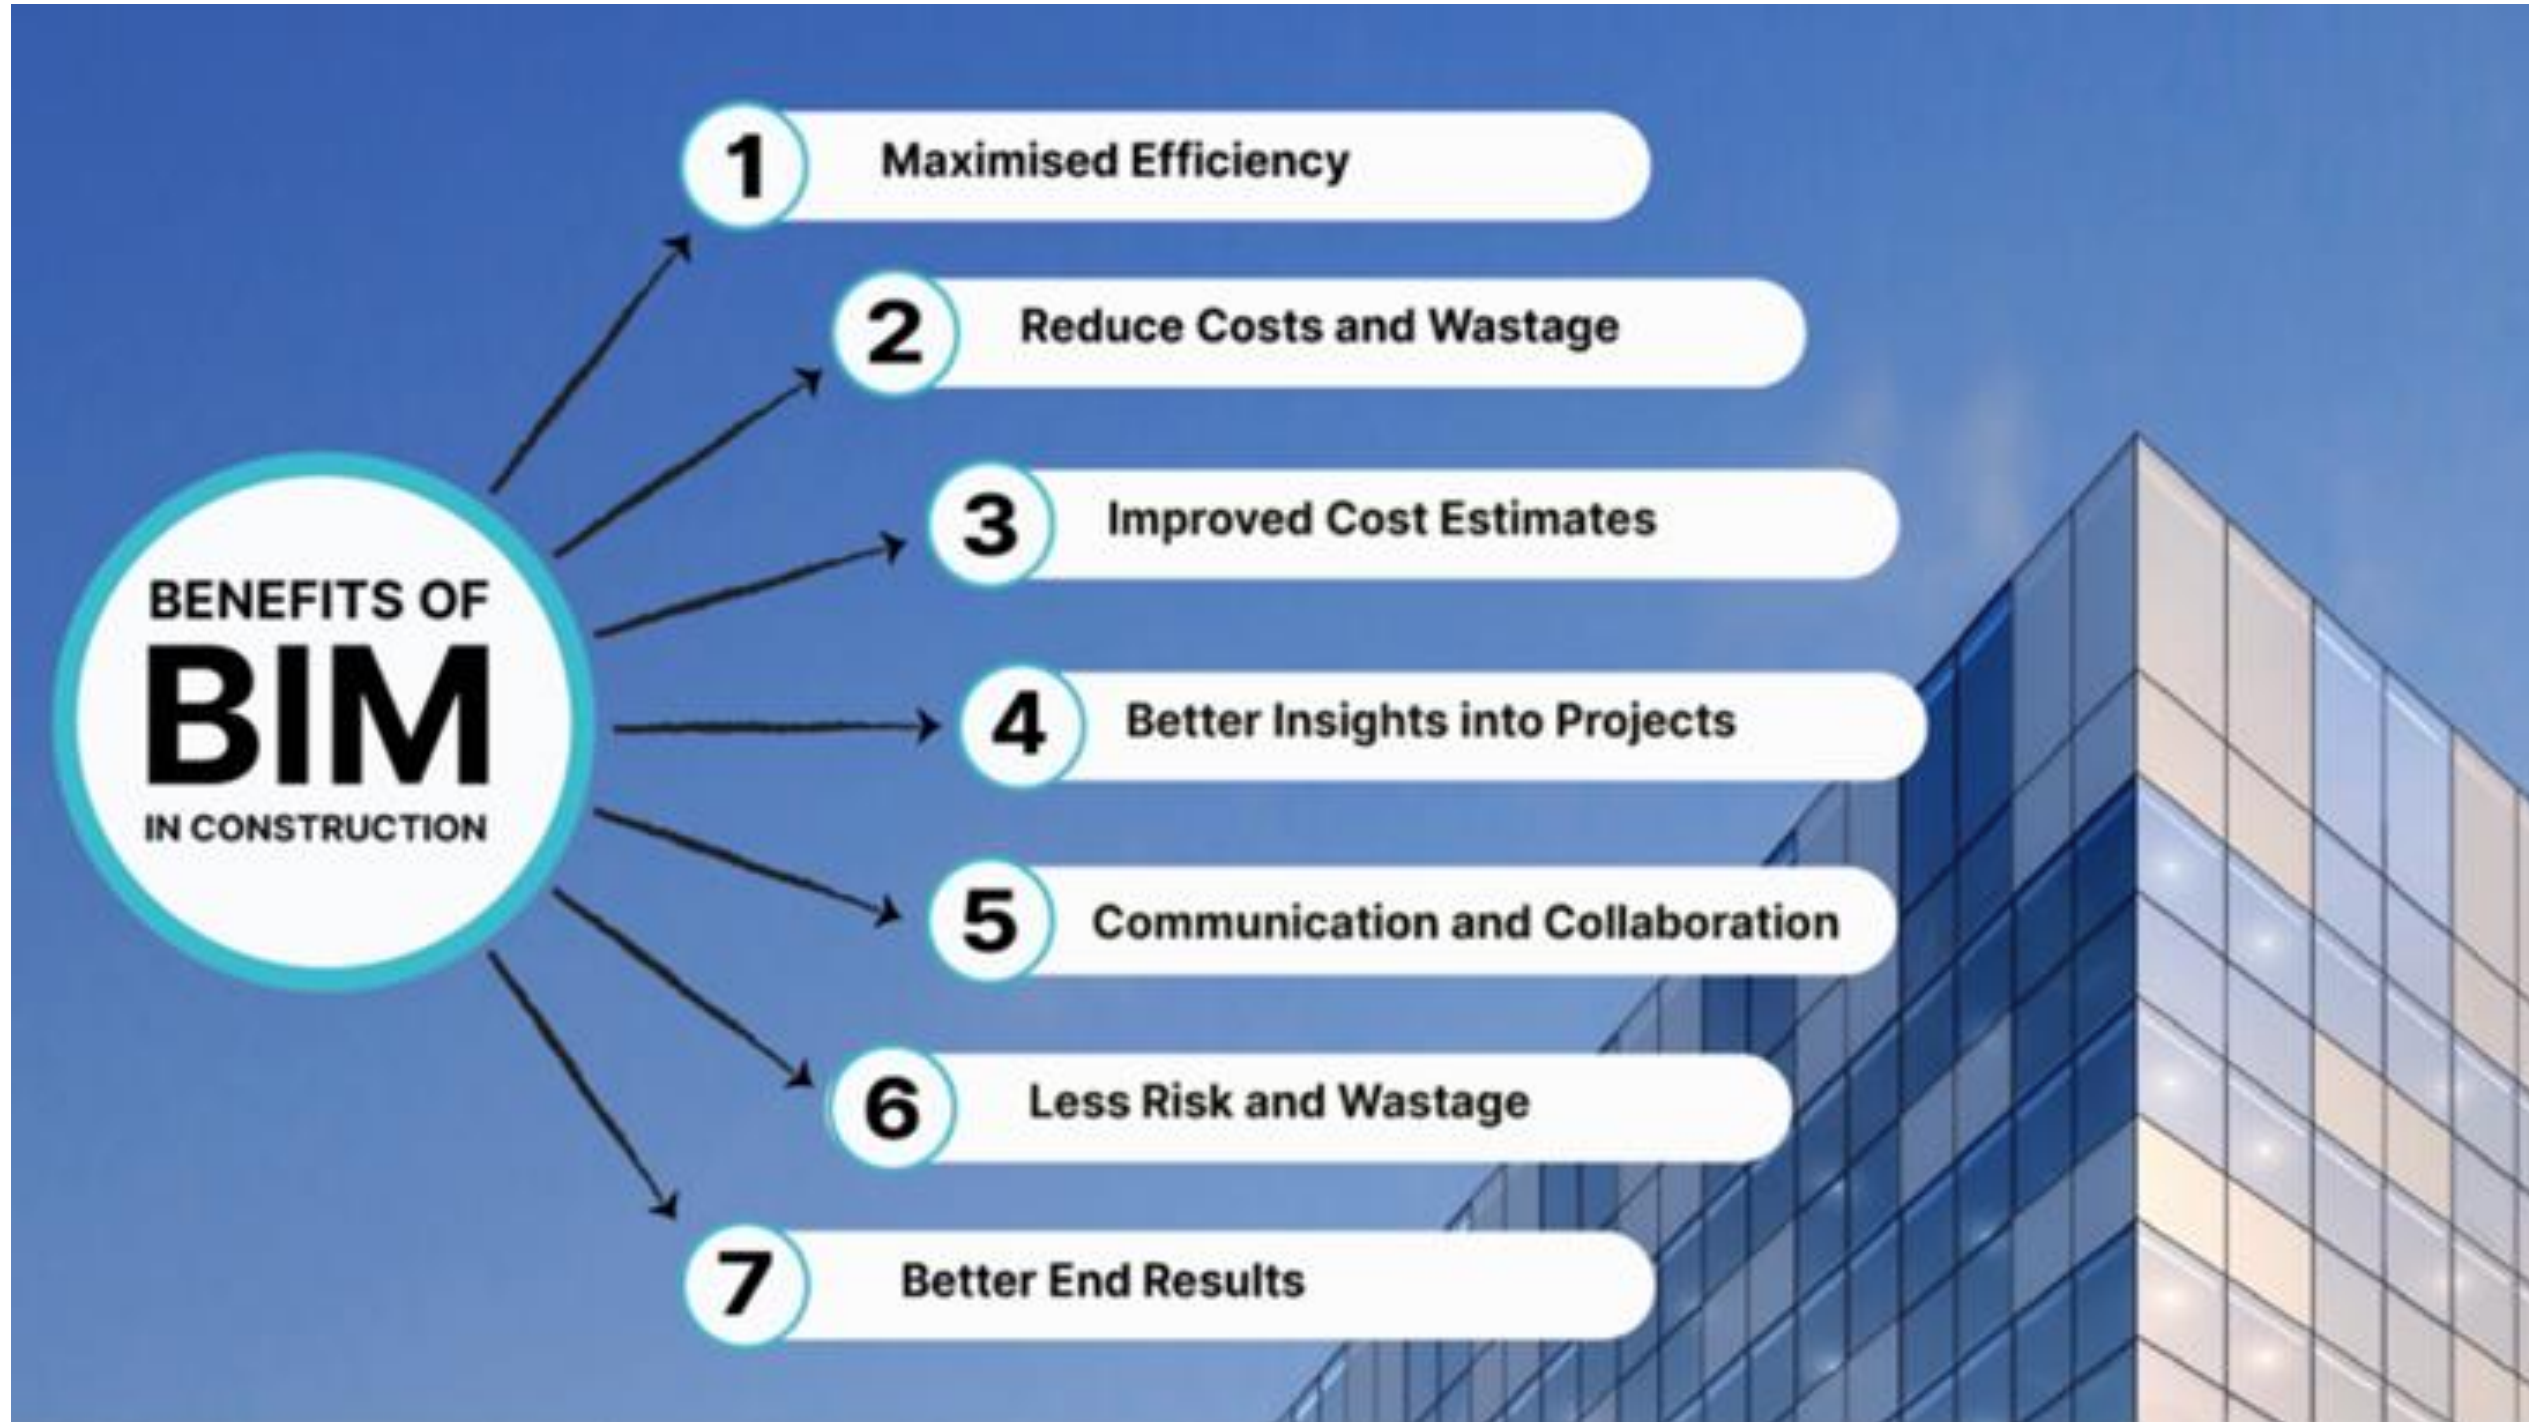 BENEFITS OF
BIM
IN CONSTRUCTION
1 Maximised Efficiency
2 Reduce Costs and Wastage
3 Improved Cost Estimates
4 Better Insights into Projects
5 Communication and Collaboration
6 Less Risk and Wastage
7 Better End Results